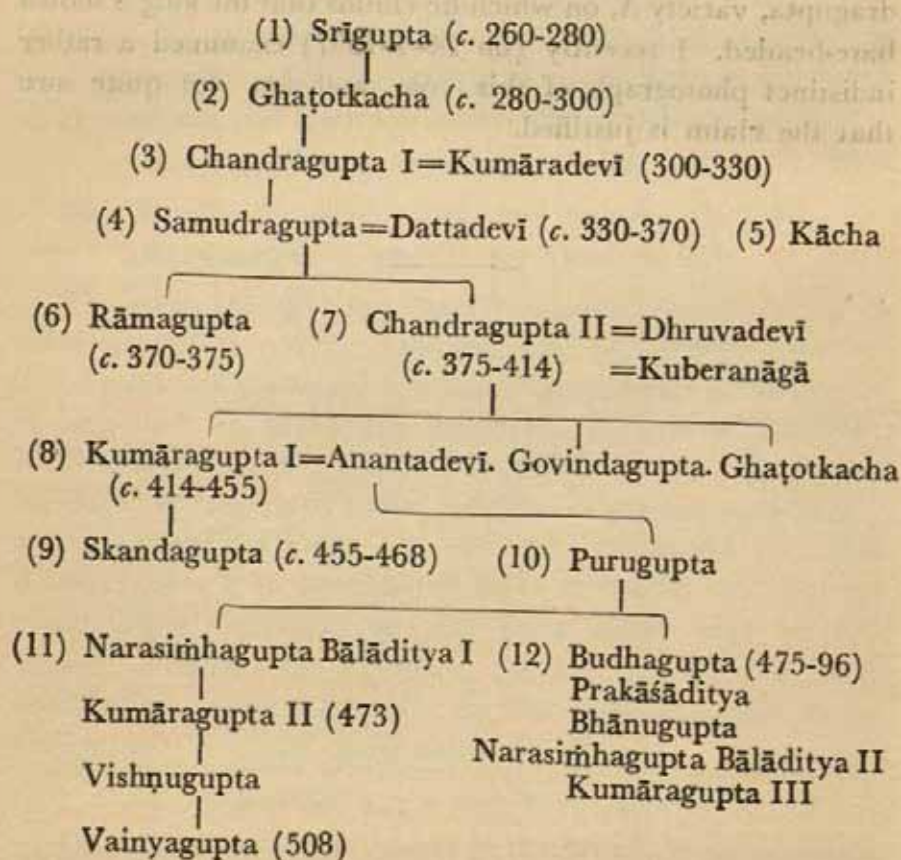 (1) Srīgupta (c. 260-280)
(2) Ghaṭotkacha (c. 280-300)
(3) Chandragupta I=Kumāradevī (300-330)
(4) Samudragupta=Dattadevī (c. 330-370) (5) Kācha
(6) Rāmagupta (7) Chandragupta II=Dhruvadevī
(c. 370-375) (c. 375-414) =Kuberanāgā
(8) Kumāragupta I=Anantadevī. Govindagupta. Ghaṭotkacha
(c. 414-455)
(9) Skandagupta (c. 455-468) (10) Purugupta
(11) Narasiṁhagupta Bālāditya I (12) Budhagupta (475-96)
Prakāśāditya
Kumāragupta II (473) Bhānugupta
Narasiṁhagupta Bālāditya II
Vishṇugupta Kumāragupta III
Vainyagupta (508)